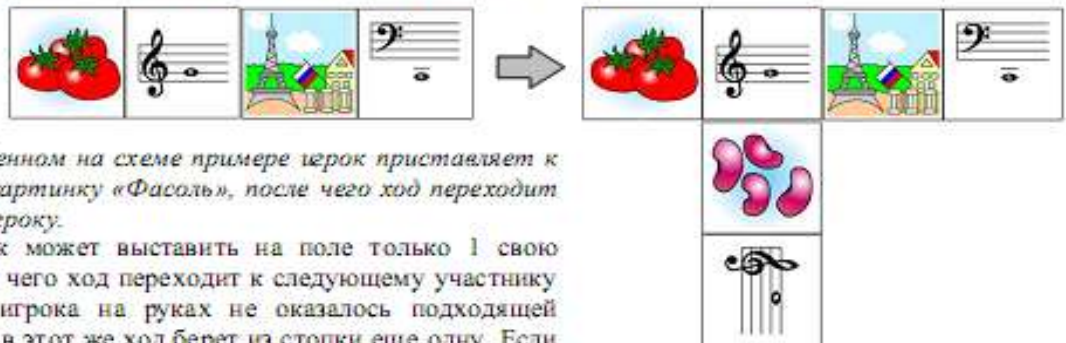 енном на схеме примере игрок приставляет к
артинку «Фасоль», после чего ход переходит
гроку.
к может выставить на поле только 1 свою
чего ход переходит к следующему участнику
игрока на руках не оказалось подходящей
в этот же ход берет из стопки еще одну. Если